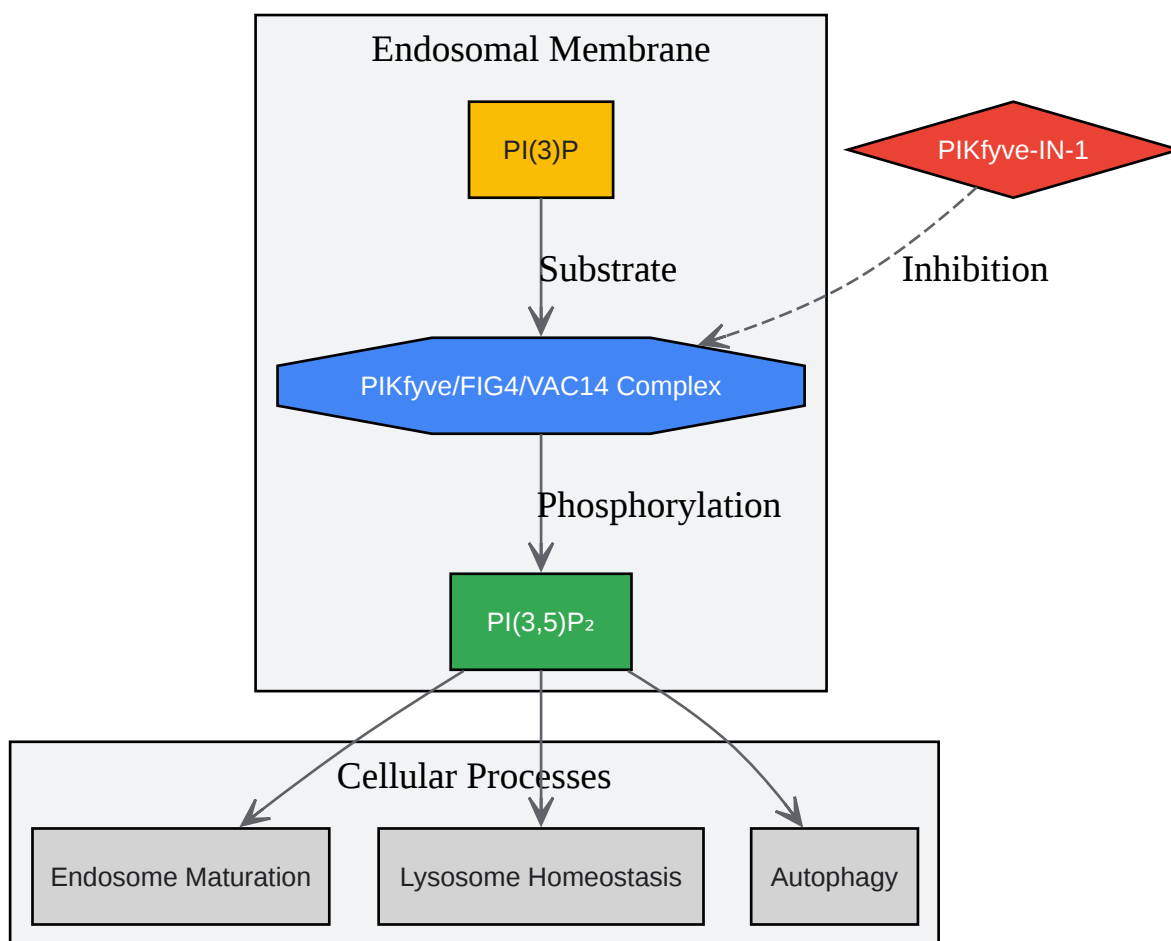 Endosomal Membrane
PI(3)P
PIKfyve-IN-1
Substrate
Inhibition
PIKfyve/FIG4/VAC14 Complex
Phosphorylation
PI(3,5)P₂
Cellular Processes
Endosome Maturation
Lysosome Homeostasis
Autophagy